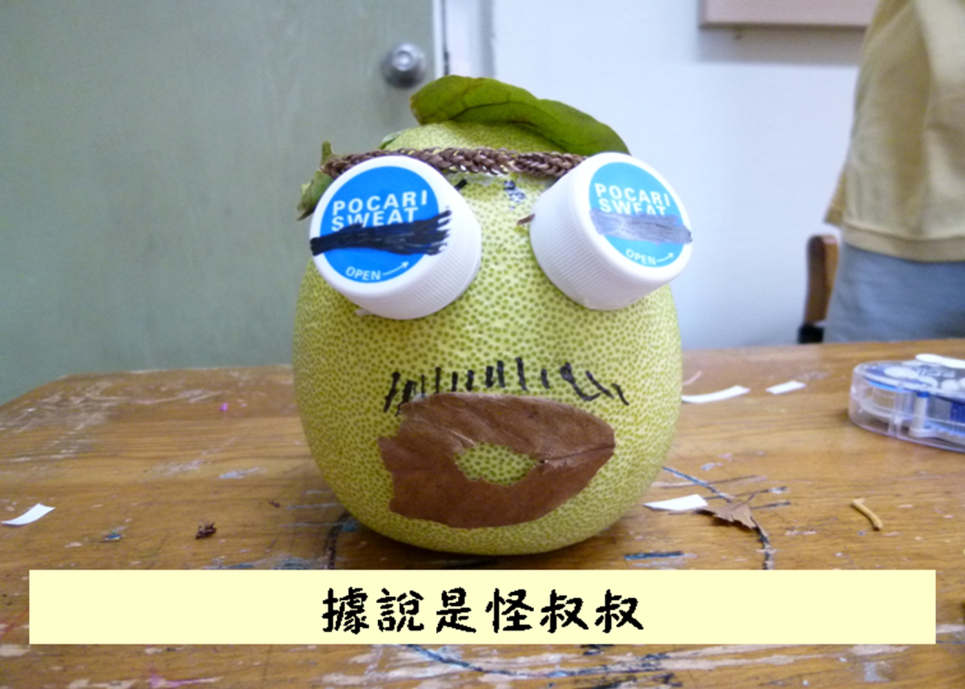 POCARI
SWEAT
OPEN
POCARI
SWEAT
OPEN
據說是怪叔叔